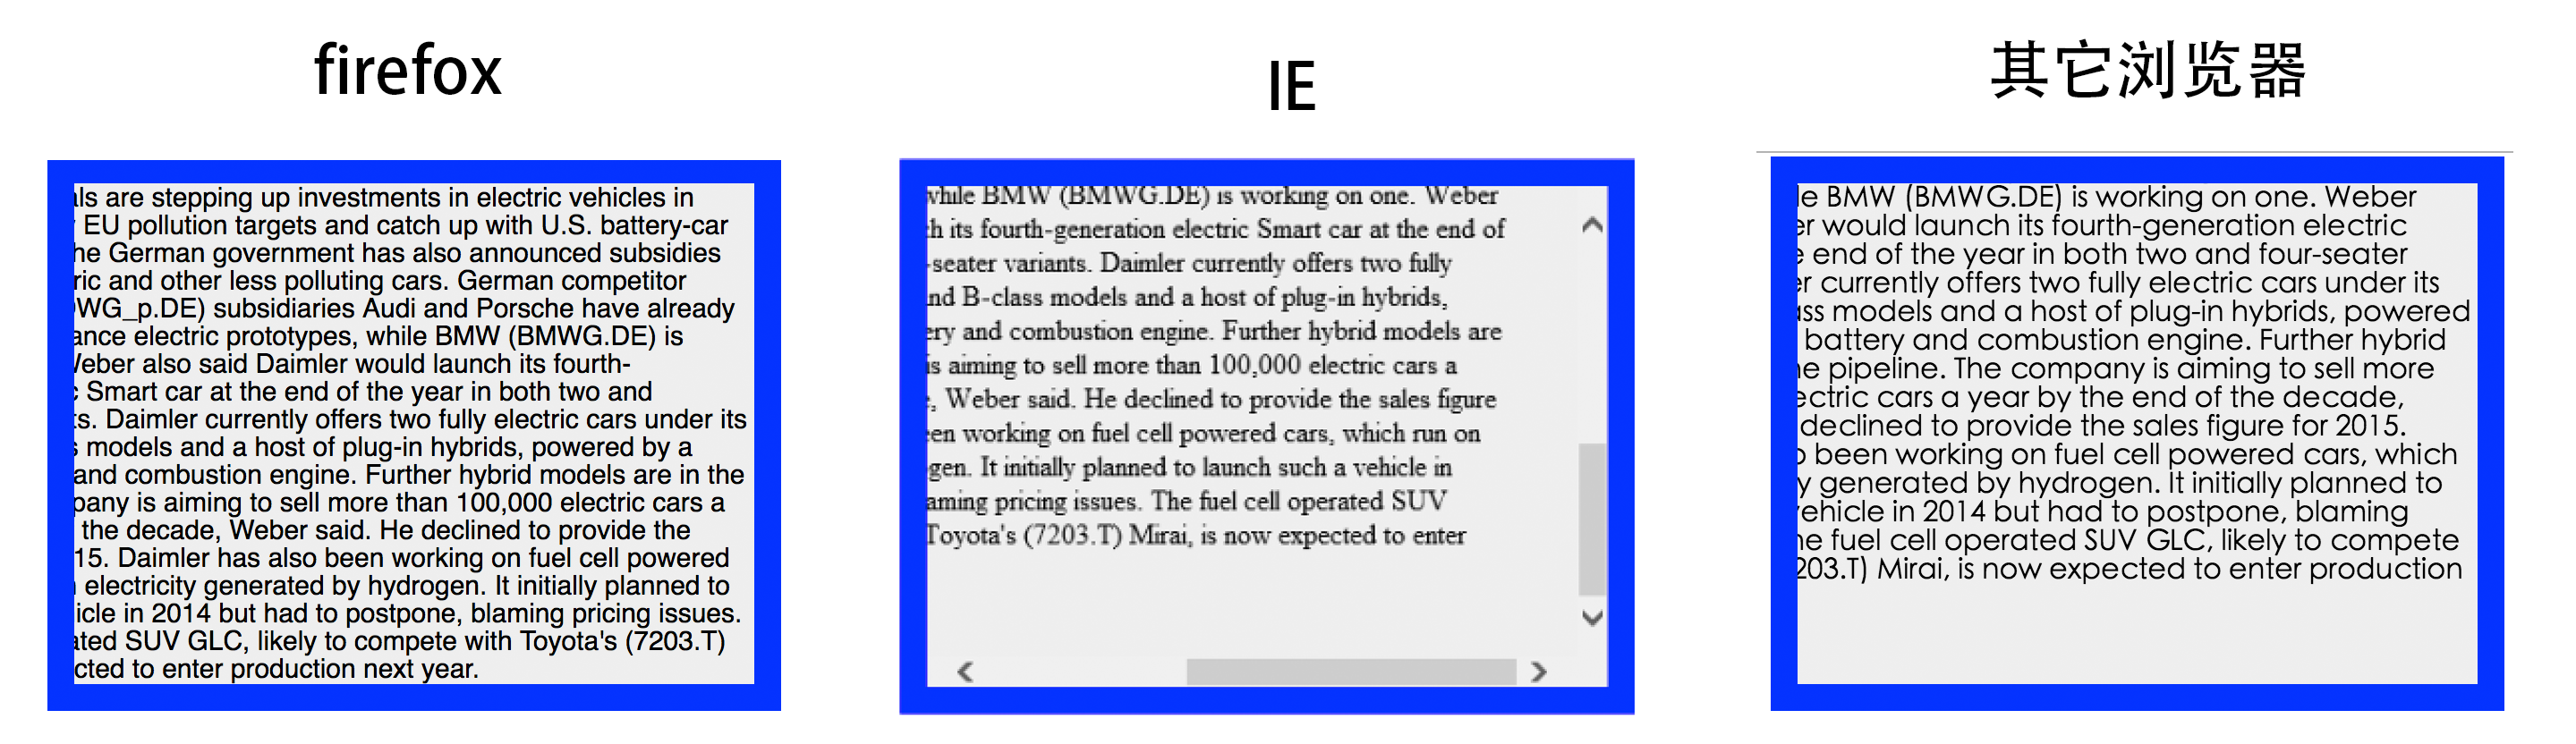 firefox
ls are stepping up investments in electric vehicles in
EU pollution targets and catch up with U.S. battery-car
he German government has also announced subsidies
ric and other less polluting cars. German competitor
WG_p.DE) subsidiaries Audi and Porsche have already
ance electric prototypes, while BMW (BMWG.DE) is
Weber also said Daimler would launch its fourth-
Smart car at the end of the year in both two and
ts. Daimler currently offers two fully electric cars under its
models and a host of plug-in hybrids, powered by a
and combustion engine. Further hybrid models are in the
pany is aiming to sell more than 100,000 electric cars a
the decade, Weber said. He declined to provide the
15. Daimler has also been working on fuel cell powered
electricity generated by hydrogen. It initially planned to
icle in 2014 but had to postpone, blaming pricing issues.
ated SUV GLC, likely to compete with Toyota's (7203.T)
cted to enter production next year.
IE
while BMW (BMWG.DE) is working on one. Weber
h its fourth-generation electric Smart car at the end of
-seater variants. Daimler currently offers two fully
nd B-class models and a host of plug-in hybrids,
ery and combustion engine. Further hybrid models are
is aiming to sell more than 100,000 electric cars a
, Weber said. He declined to provide the sales figure
een working on fuel cell powered cars, which run on
gen. It initially planned to launch such a vehicle in
aming pricing issues. The fuel cell operated SUV
Toyota's (7203.T) Mirai, is now expected to enter
其它浏览器
le BMW (BMWG.DE) is working on one. Weber
er would launch its fourth-generation electric
e end of the year in both two and four-seater
er currently offers two fully electric cars under its
ass models and a host of plug-in hybrids, powered
battery and combustion engine. Further hybrid
he pipeline. The company is aiming to sell more
ectric cars a year by the end of the decade,
declined to provide the sales figure for 2015.
o been working on fuel cell powered cars, which
y generated by hydrogen. It initially planned to
vehicle in 2014 but had to postpone, blaming
he fuel cell operated SUV GLC, likely to compete
203.T) Mirai, is now expected to enter production